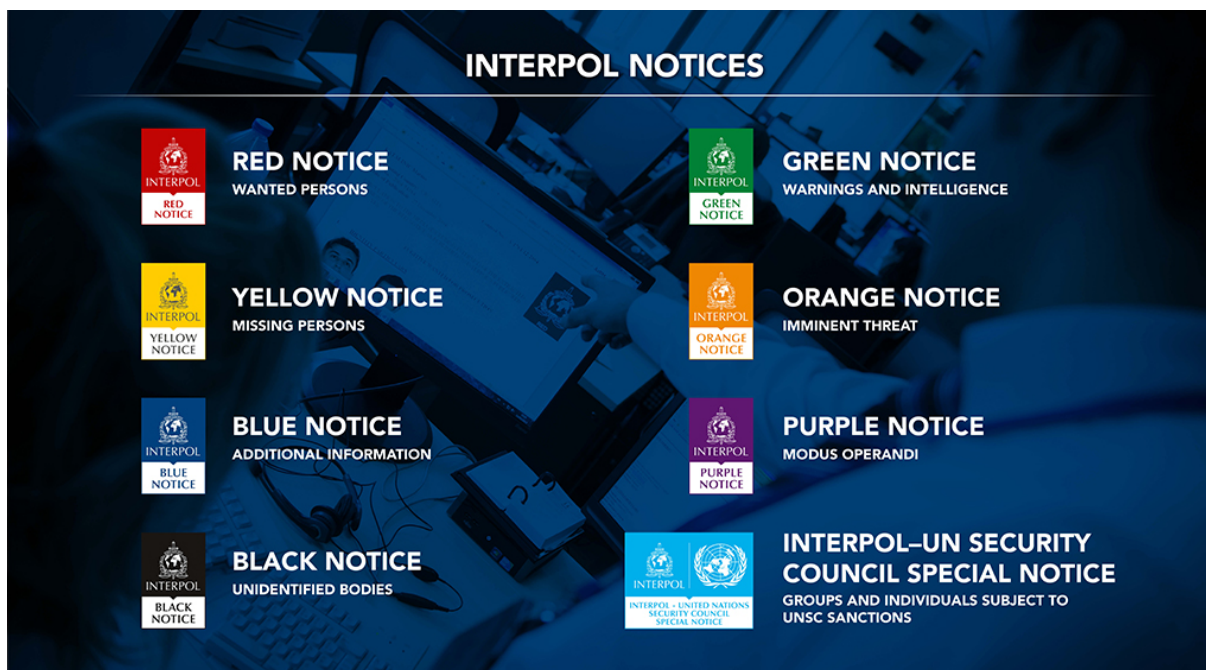 INTERPOL NOTICES
INTERPOL
RED
NOTICE
RED NOTICE
WANTED PERSONS
INTERPOL
GREEN
NOTICE
GREEN NOTICE
WARNINGS AND INTELLIGENCE
INTERPOL
YELLOW
NOTICE
YELLOW NOTICE
MISSING PERSONS
INTERPOL
ORANGE
NOTICE
ORANGE NOTICE
IMMINENT THREAT
INTERPOL
BLUE
NOTICE
BLUE NOTICE
ADDITIONAL INFORMATION
INTERPOL
PURPLE
NOTICE
PURPLE NOTICE
MODUS OPERANDI
INTERPOL
BLACK
NOTICE
BLACK NOTICE
UNIDENTIFIED BODIES
INTERPOL
INTERPOL • UNITED NATIONS
SECURITY COUNCIL
SPECIAL NOTICE
INTERPOL–UN SECURITY
COUNCIL SPECIAL NOTICE
GROUPS AND INDIVIDUALS SUBJECT TO
UNSC SANCTIONS